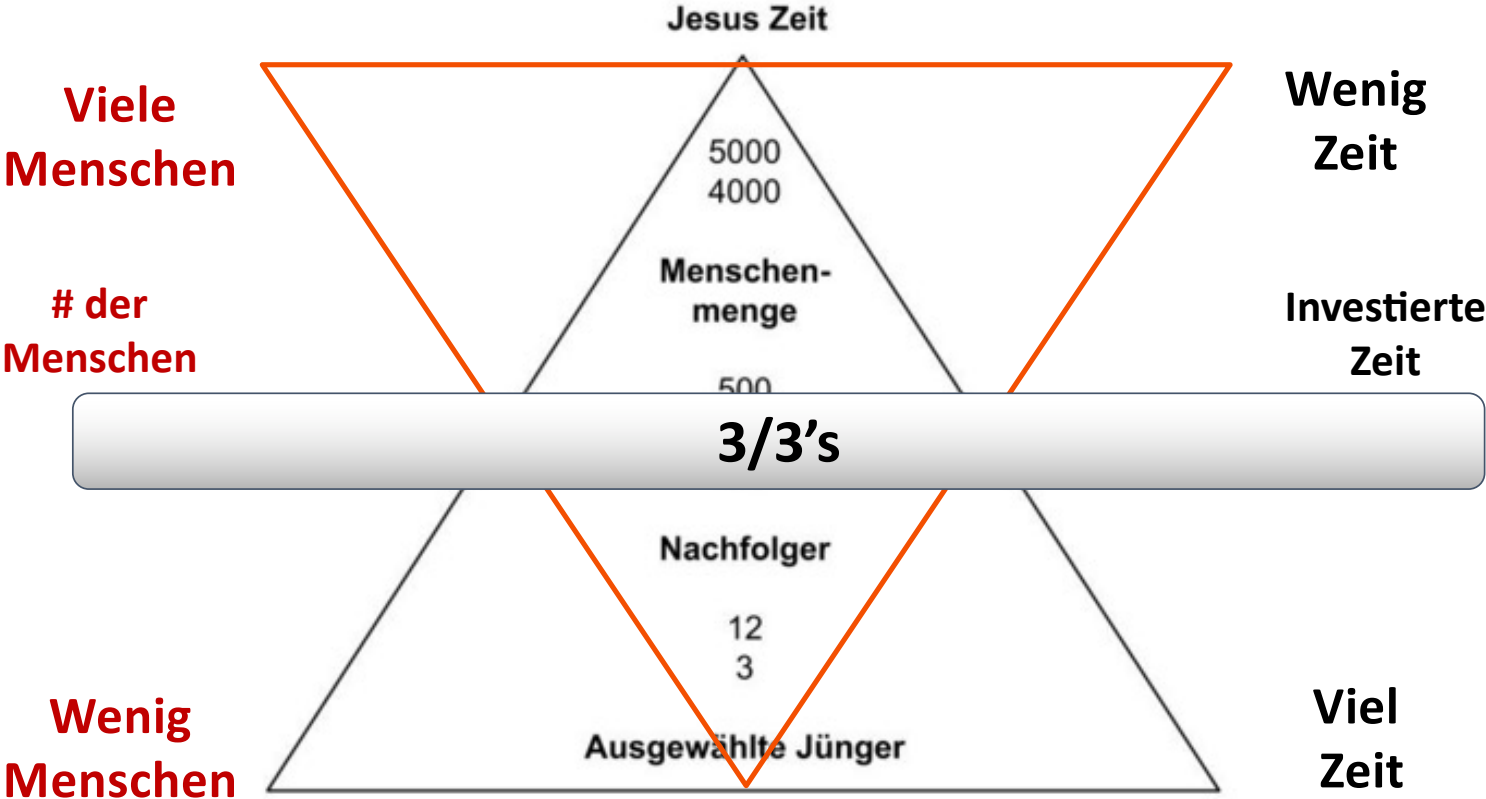 Jesus Zeit
Viele
Menschen
Wenig
Zeit
5000
4000
Menschen-
menge
# der
Menschen
Investierte
Zeit
500
3/3’s
Nachfolger
12
3
Ausgewählte Jünger
Wenig
Menschen
Viel
Zeit